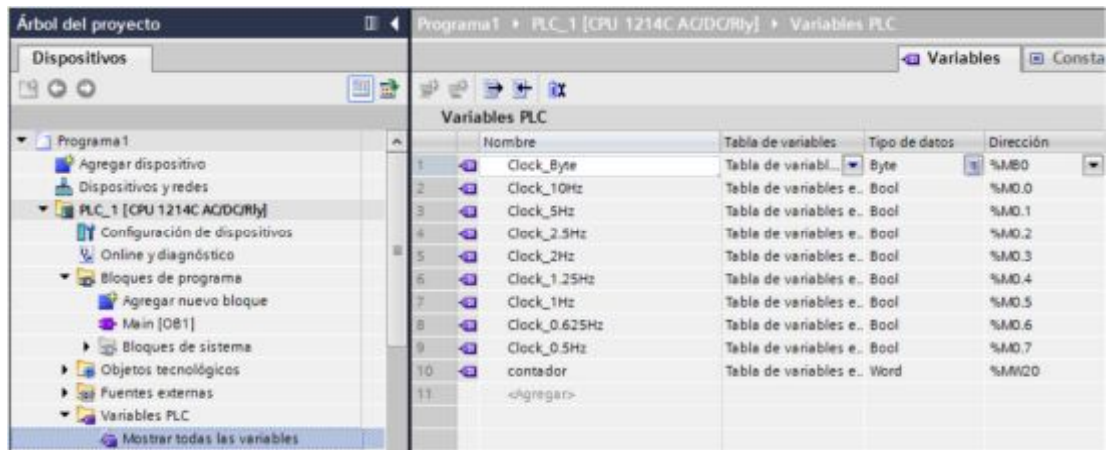 Árbol del proyecto
Dispositivos
Programa1
Agregar dispositivo
Dispositivos y redes
PLC_1 [CPU 1214C AC/DC/Rly]
Configuración de dispositivos
Online y diagnóstico
Bloques de programa
Agregar nuevo bloque
Main [OB1]
Bloques de sistema
Objetos tecnológicos
Fuentes externas
Variables PLC
Mostrar todas las variables
Programa1 PLC_1 [CPU 1214C AC/DC/Rly] Variables PLC
Variables Consta
Variables PLC
Nombre Tabla de variables Tipo de datos Dirección
1 Clock_Byte Tabla de variabl... Byte %MB0
2 Clock_10Hz Tabla de variables e.. Bool %M0.0
3 Clock_5Hz Tabla de variables e.. Bool %M0.1
4 Clock_2.5Hz Tabla de variables e.. Bool %M0.2
5 Clock_2Hz Tabla de variables e.. Bool %M0.3
6 Clock_1.25Hz Tabla de variables e.. Bool %M0.4
7 Clock_1Hz Tabla de variables e.. Bool %M0.5
8 Clock_0.625Hz Tabla de variables e.. Bool %M0.6
9 Clock_0.5Hz Tabla de variables e.. Bool %M0.7
10 contador Tabla de variables e.. Word %MW20
11 <Agregar>